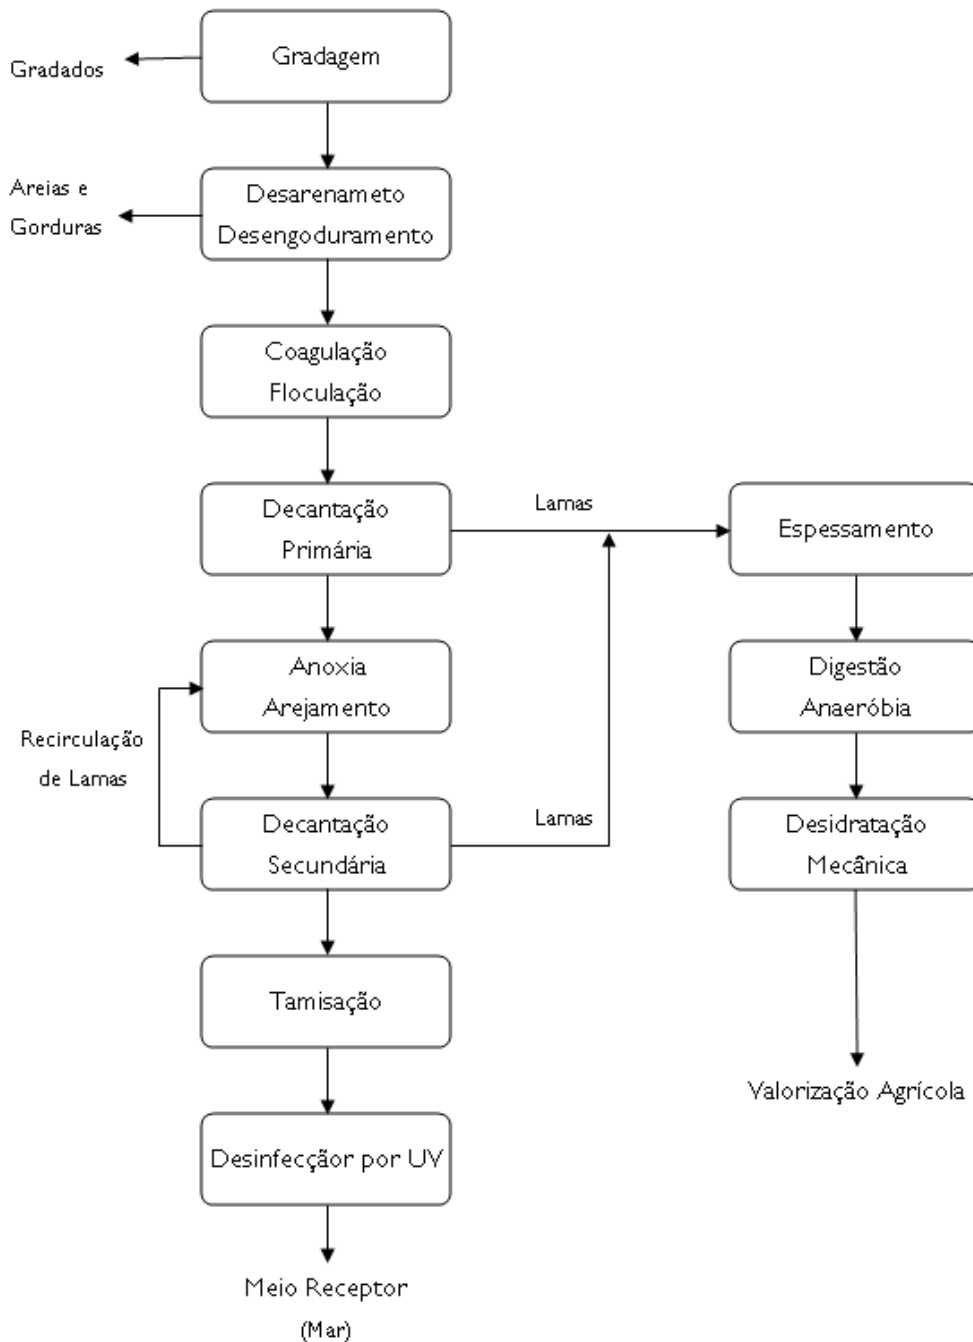 Gradagem
Gradados
Desarenameto
Desengoduramento
Areias e
Gorduras
Coagulação
Floculação
Decantação
Primária
Lamas
Espessamento
Anoxia
Arejamento
Digestão
Anaeróbia
Recirculação
de Lamas
Decantação
Secundária
Lamas
Desidratação
Mecânica
Tamisação
Valorização Agrícola
Desinfecçãor por UV
Meio Receptor
(Mar)